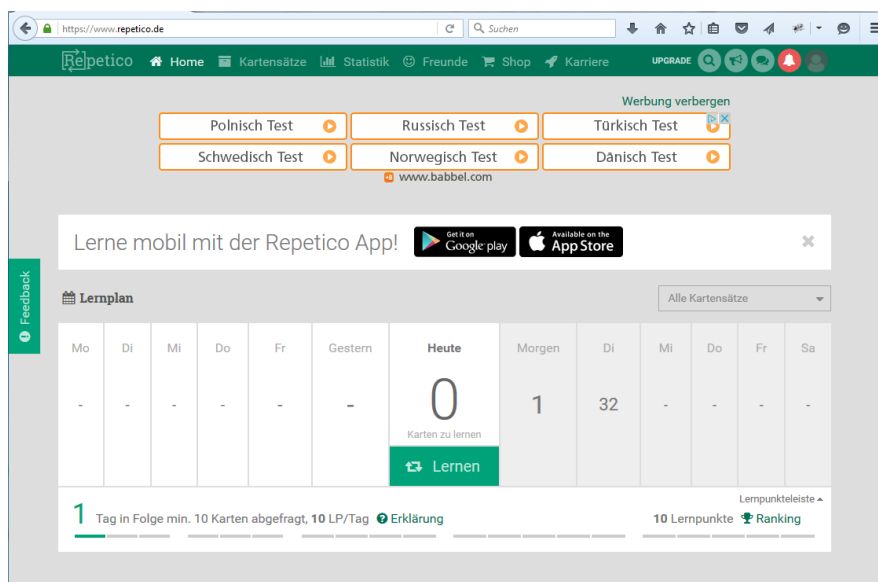 https://www.repetico.de
Suchen
Repetico Home Kartensätze Statistik Freunde Shop Karriere UPGRADE
Werbung verbergen
Polnisch Test Russisch Test Türkisch Test
Schwedisch Test Norwegisch Test Dänisch Test
www.babbel.com
Lerne mobil mit der Repetico App!
Get it on
Google play
Available on the
App Store
Feedback
Lernplan
Alle Kartensätze
Mo Di Mi Do Fr Gestern Heute Morgen Di Mi Do Fr Sa
- - - - - - 0 1 32 - - - -
Karten zu lernen
Lernen
Lernpunkteleiste
1 Tag in Folge min. 10 Karten abgefragt, 10 LP/Tag Erklärung 10 Lernpunkte Ranking